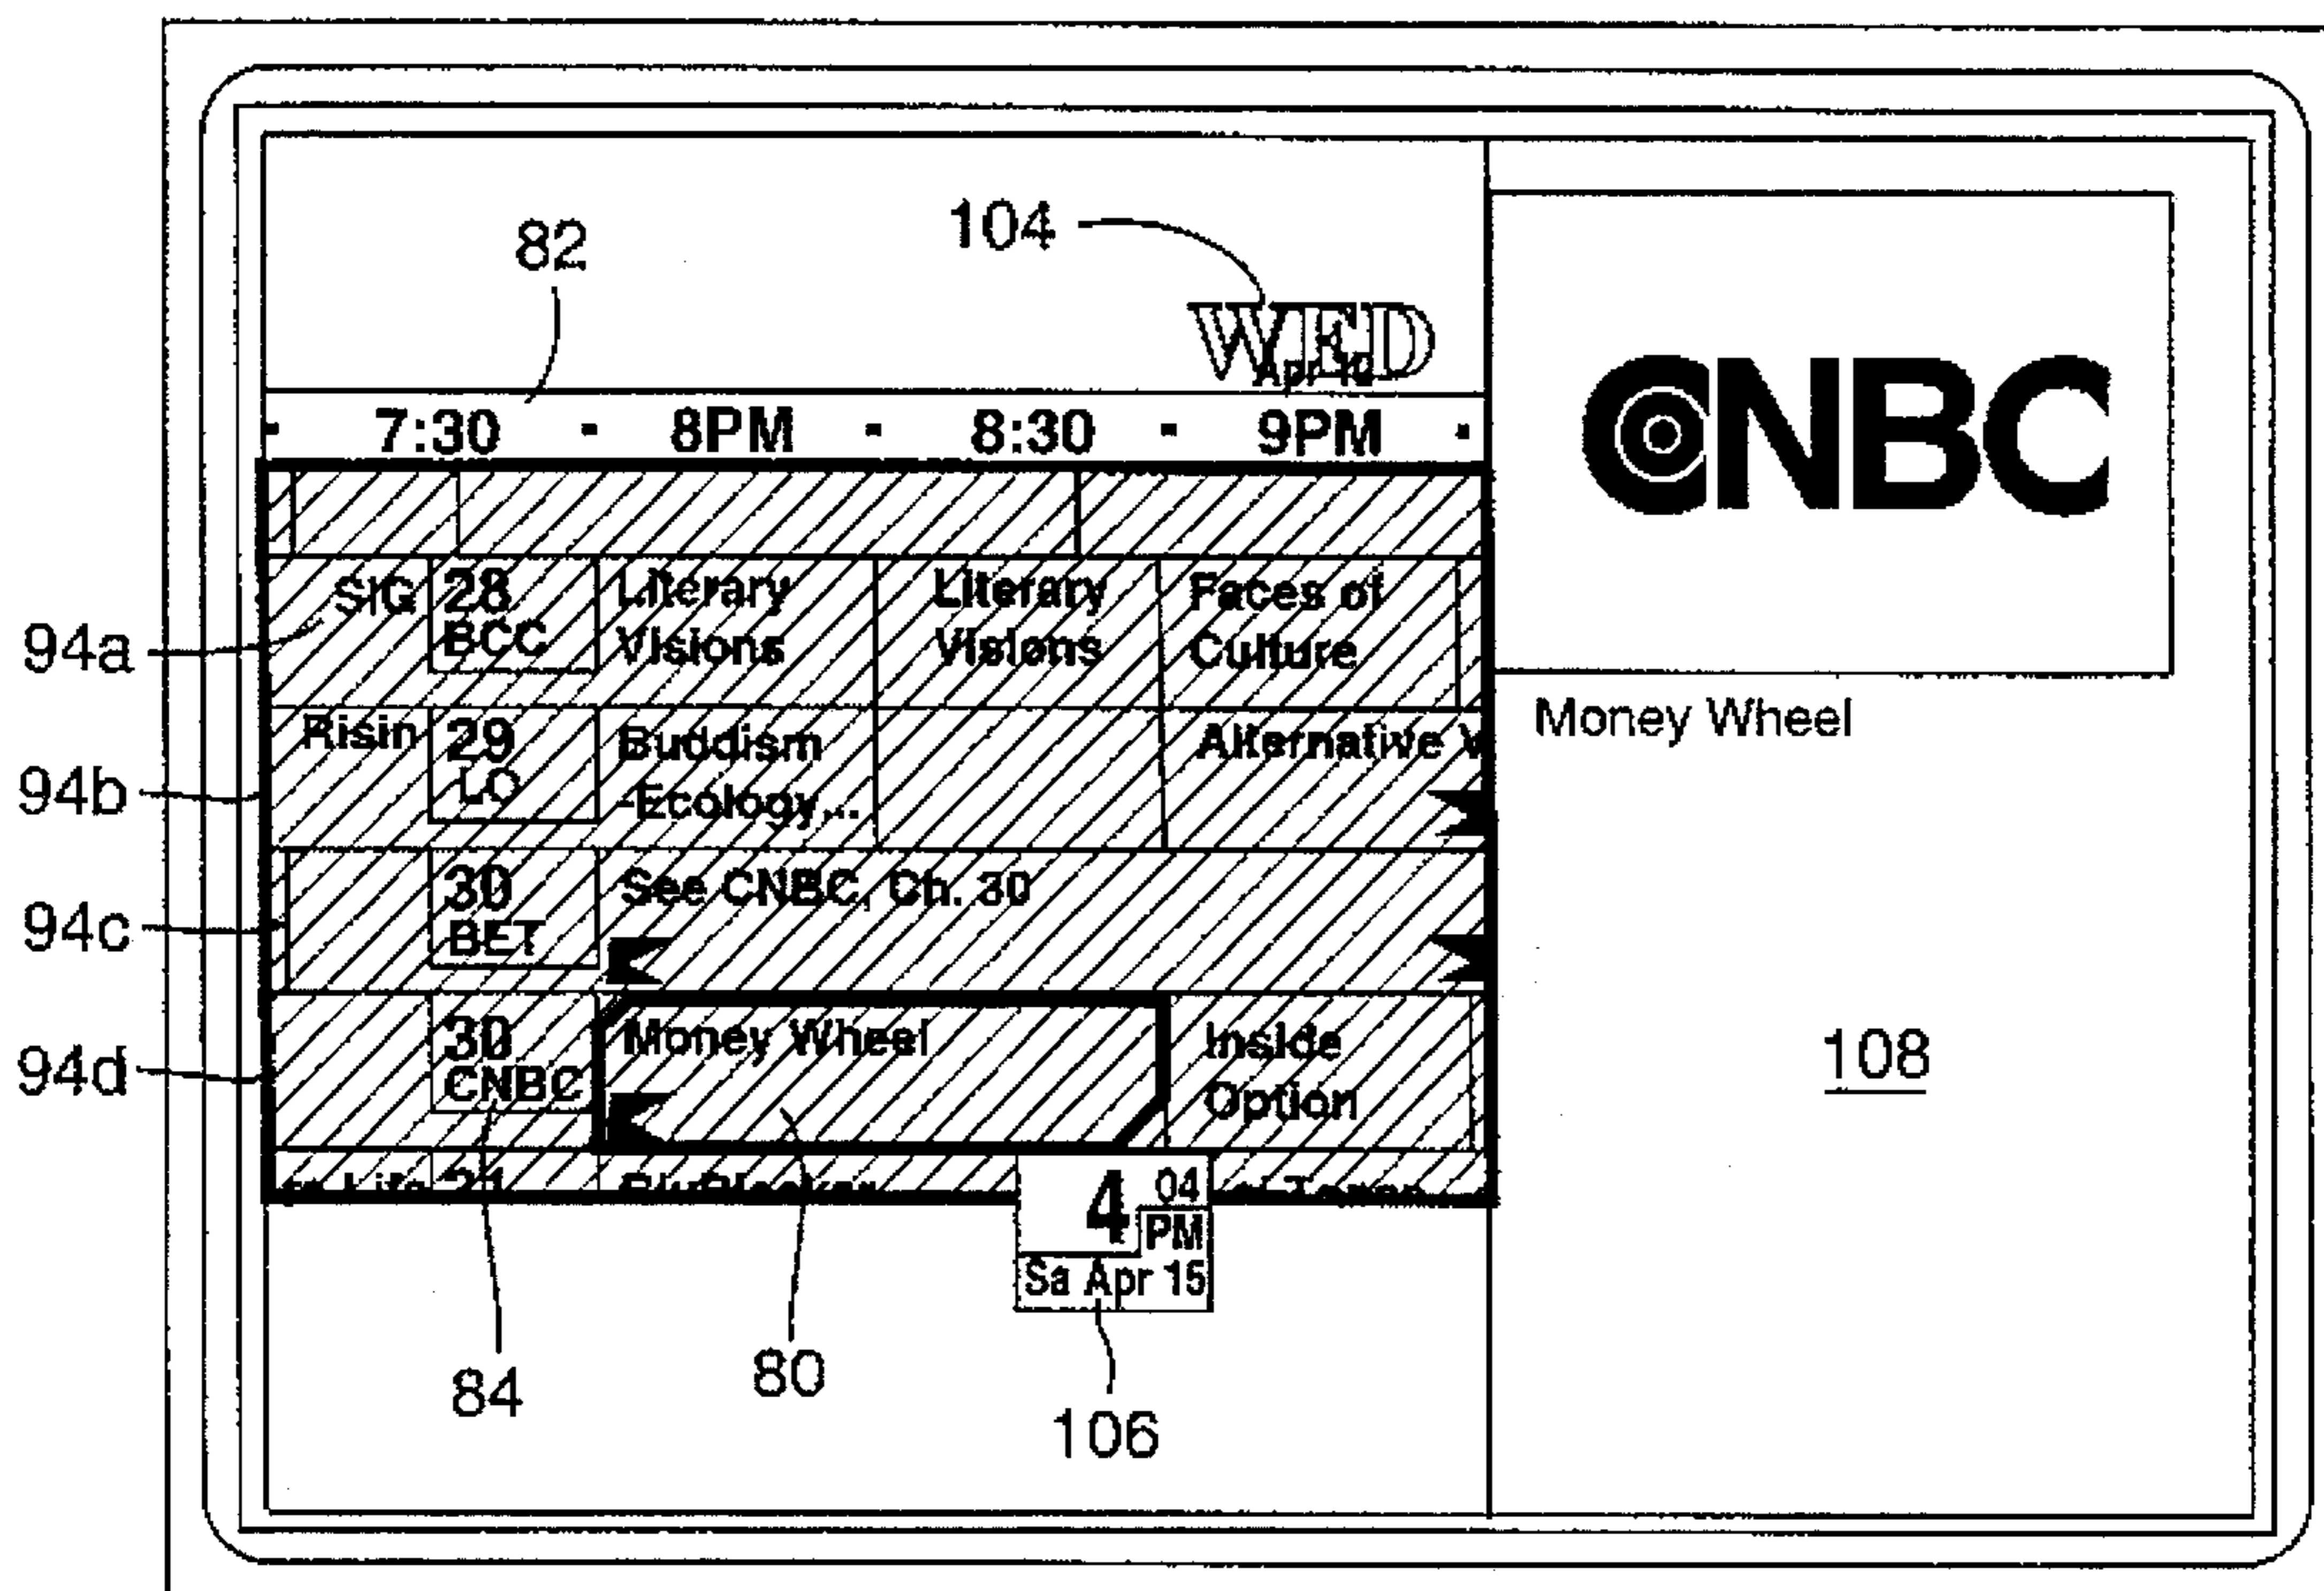 82
104
WED
7:30 · 8PM · 8:30 · 9PM ·
CNBC
94a
SIG
28
BCC
Literary
Visions
Literary
Visions
Faces of
Culture
Money Wheel
94b
Risin
29
LO
Buddism
-Ecology...
Alternative V
94c
30
BET
See CNBC, Ch. 30
94d
30
CNBC
Money Wheel
Inside
Option
108
4 04
PM
Sa Apr 15
84
80
106